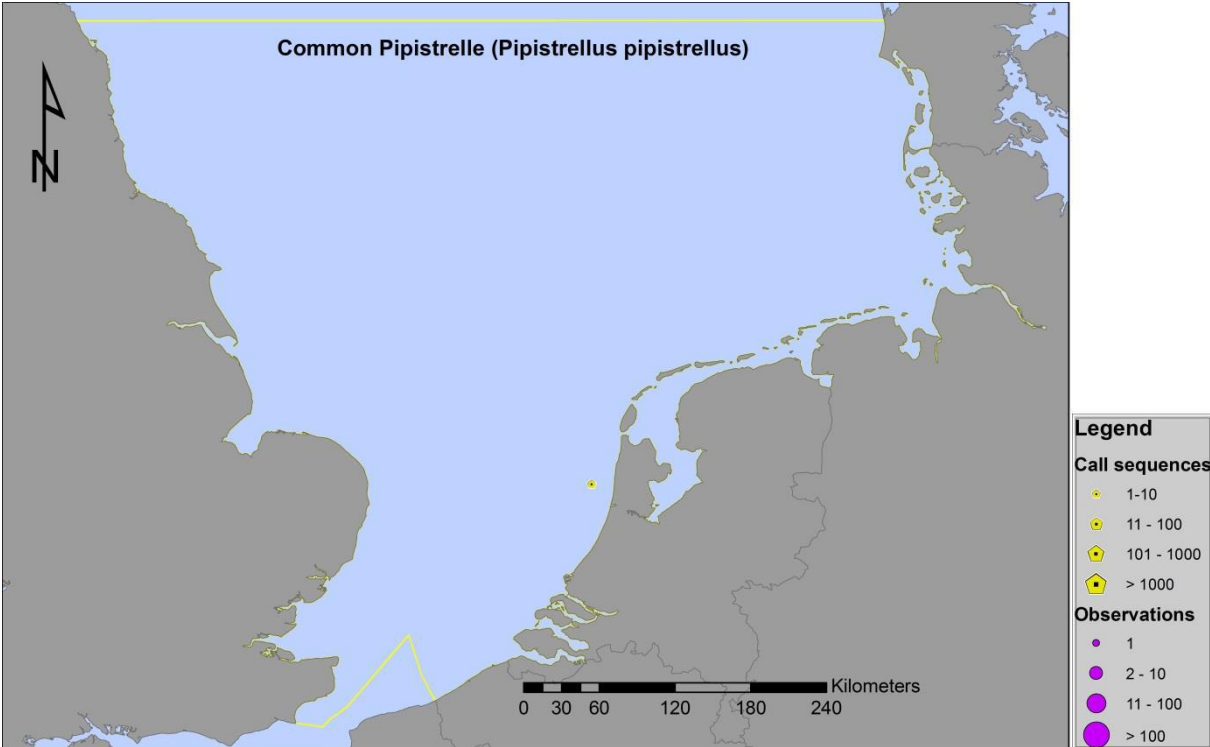 Common Pipistrelle (Pipistrellus pipistrellus)
N
Kilometers
0 30 60 120 180 240
Legend
Call sequences
1-10
11 - 100
101 - 1000
> 1000
Observations
1
2 - 10
11 - 100
> 100